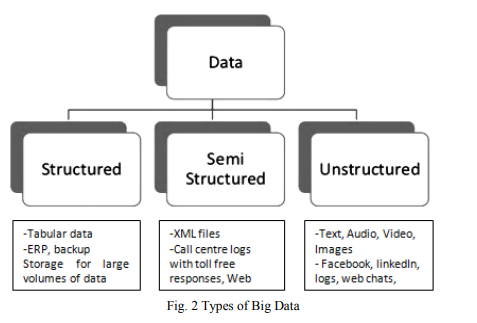 Data
Structured
Semi
Structured
Unstructured
-Tabular data
-ERP, backup
Storage for large
volumes of data
-XML files
-Call centre logs
with toll free
responses, Web
-Text, Audio, Video,
Images
- Facebook, linkedIn,
logs, web chats,
Fig. 2 Types of Big Data